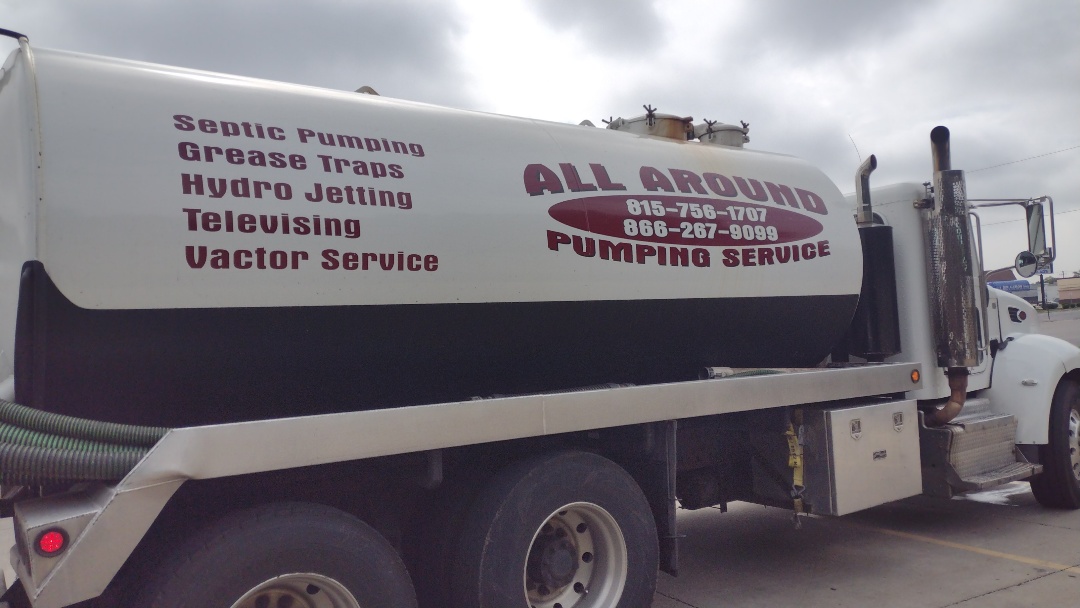 Septic Pumping
Grease Traps
Hydro Jetting
Televising
Vactor Service
ALL AROUND
815-756-1707
866-267-9099
PUMPING SERVICE